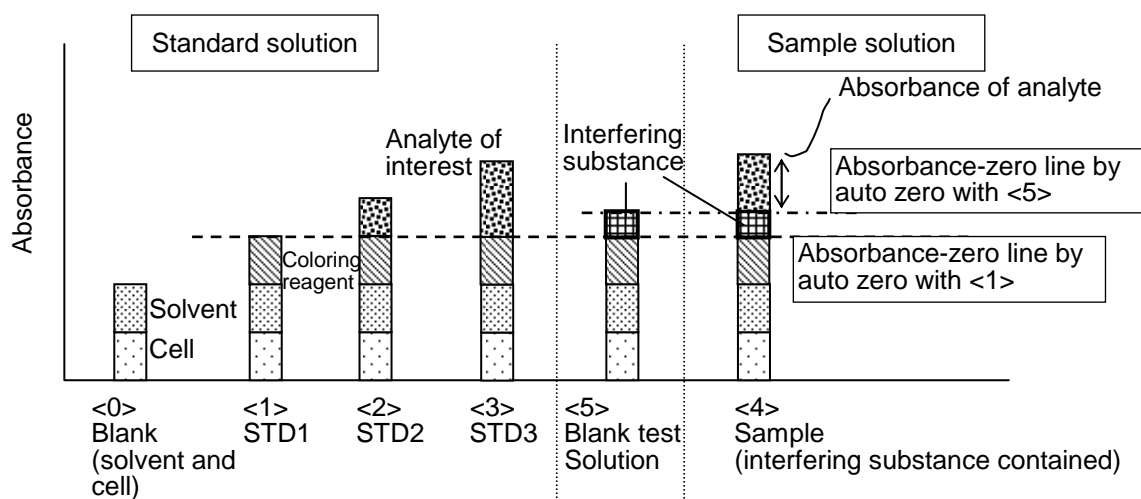 Standard solution
Sample solution
Absorbance of analyte
Absorbance
Analyte of
interest
Interfering
substance
Absorbance-zero line by
auto zero with <5>
Coloring
reagent
Absorbance-zero line by
auto zero with <1>
Solvent
Cell
<0>
Blank
(solvent and
cell)
<1>
STD1
<2>
STD2
<3>
STD3
<5>
Blank test
Solution
<4>
Sample
(interfering substance contained)